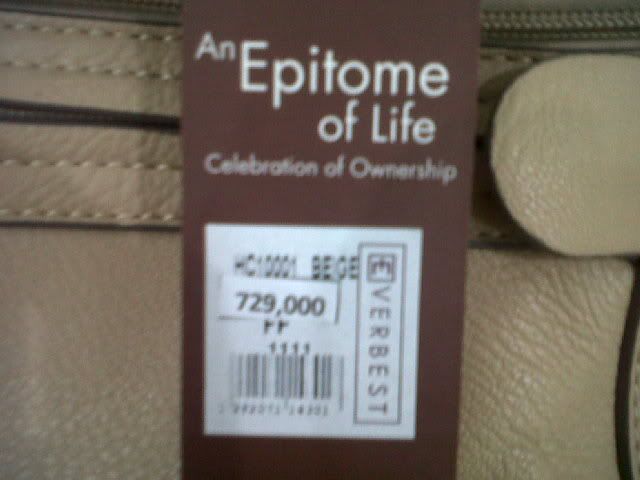 An
Epitome
of Life
Celebration of Ownership
HC10001 BEIGE
729,000
PP
1111
EVERBEST